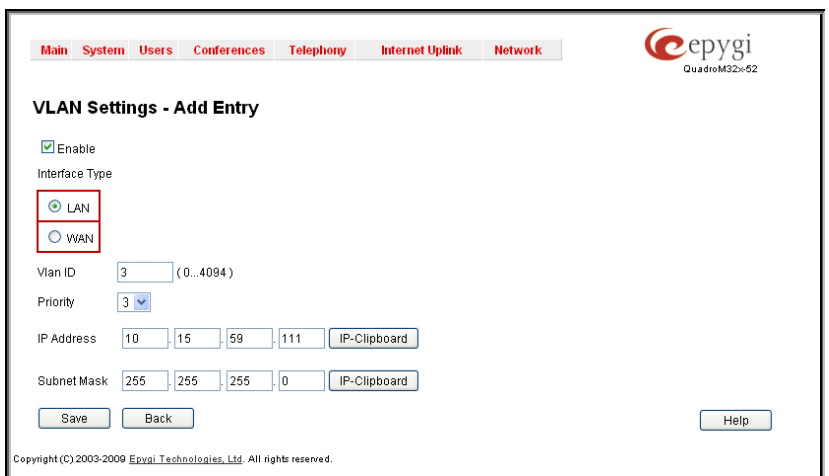 Main System Users Conferences Telephony Internet Uplink Network
epygi
QuadroM32x-52
VLAN Settings - Add Entry
Enable
Interface Type
LAN
WAN
Vlan ID 3 ( 0...4094 )
Priority 3
IP Address 10 . 15 . 59 . 111 IP-Clipboard
Subnet Mask 255 . 255 . 255 . 0 IP-Clipboard
Save Back Help
Copyright (C) 2003-2009 Epygi Technologies, Ltd. All rights reserved.